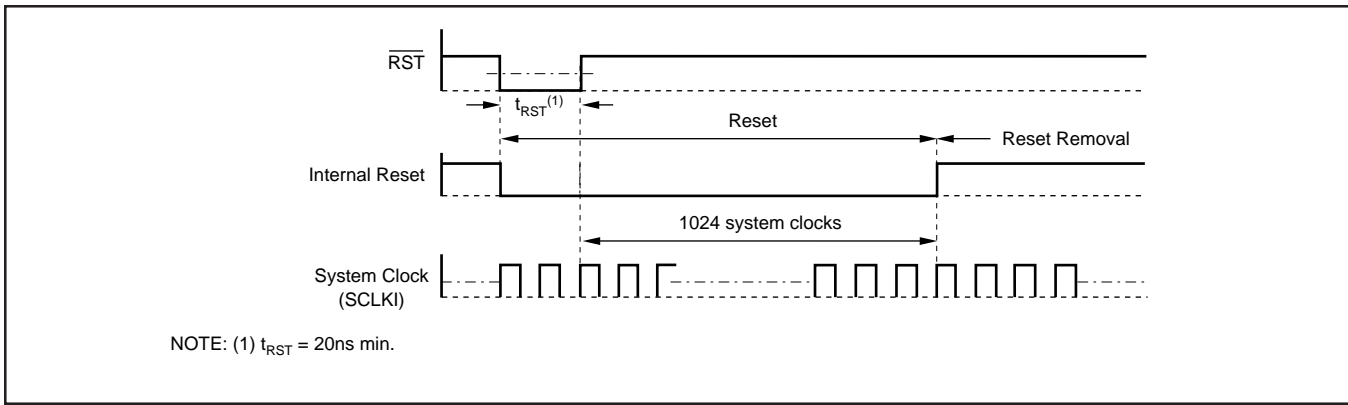 RST
tRST(1)
Reset
Reset Removal
Internal Reset
1024 system clocks
System Clock
(SCLKI)
NOTE: (1) tRST = 20ns min.